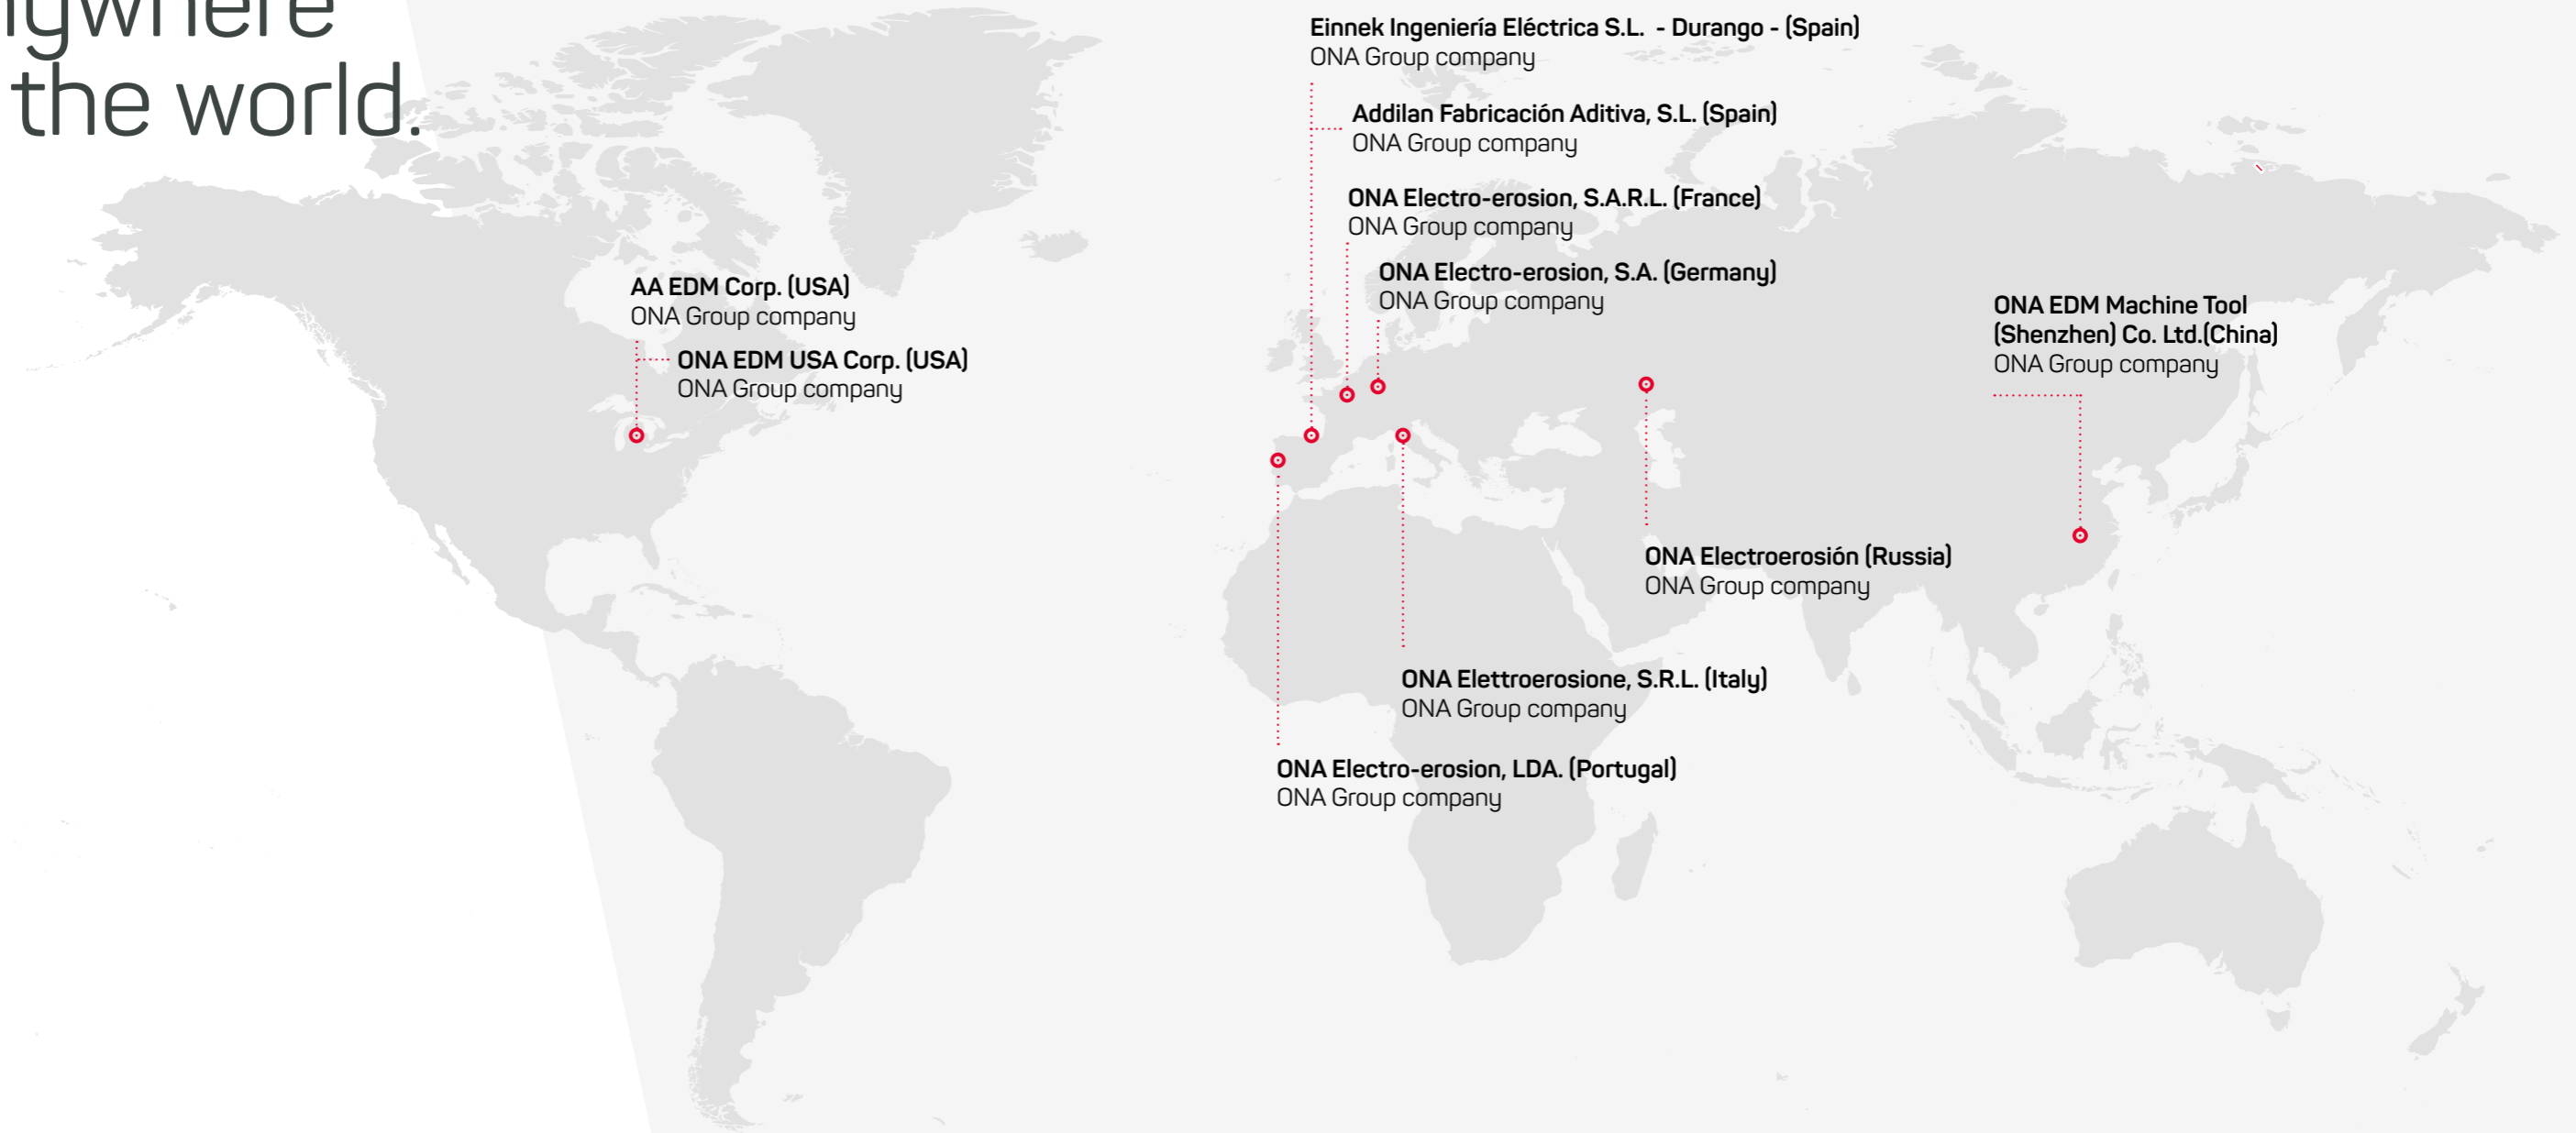 the world.
Einnek Ingeniería Eléctrica S.L. - Durango - (Spain)
ONA Group company
Addilan Fabricación Aditiva, S.L. (Spain)
ONA Group company
ONA Electro-erosion, S.A.R.L. (France)
ONA Group company
ONA Electro-erosion, S.A. (Germany)
ONA Group company
AA EDM Corp. (USA)
ONA Group company
ONA EDM USA Corp. (USA)
ONA Group company
ONA EDM Machine Tool
(Shenzhen) Co. Ltd.(China)
ONA Group company
ONA Electroerosión (Russia)
ONA Group company
ONA Elettroerosione, S.R.L. (Italy)
ONA Group company
ONA Electro-erosion, LDA. (Portugal)
ONA Group company